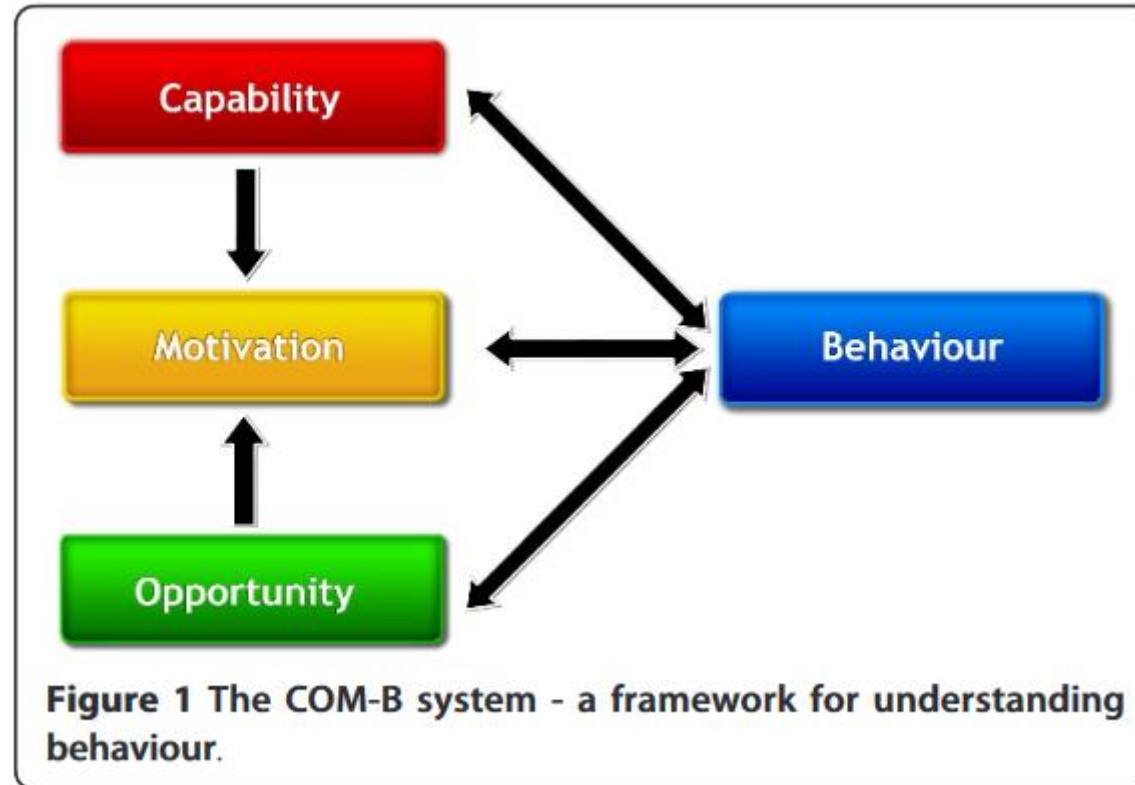 Capability
Motivation
Behaviour
Opportunity
Figure 1 The COM-B system - a framework for understanding
behaviour.